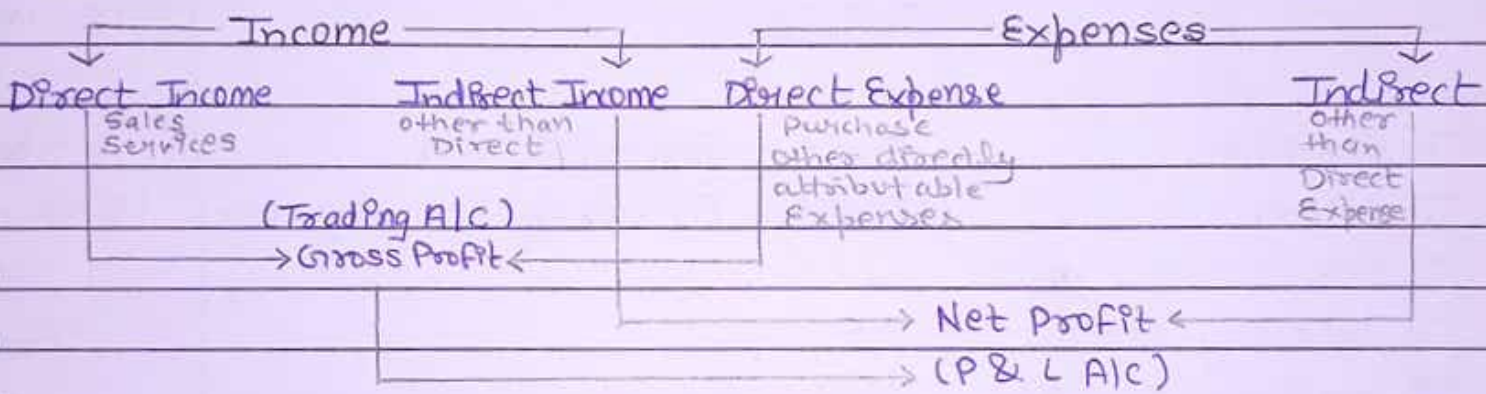 Income Expenses
Direct Income Indirect Income Direct Expense Indirect
Sales other than Purchase other
Services Direct other directly than
attributable Direct
Expenses Expense
(Trading A/C)
Gross Profit
Net Profit
(P & L A/C)